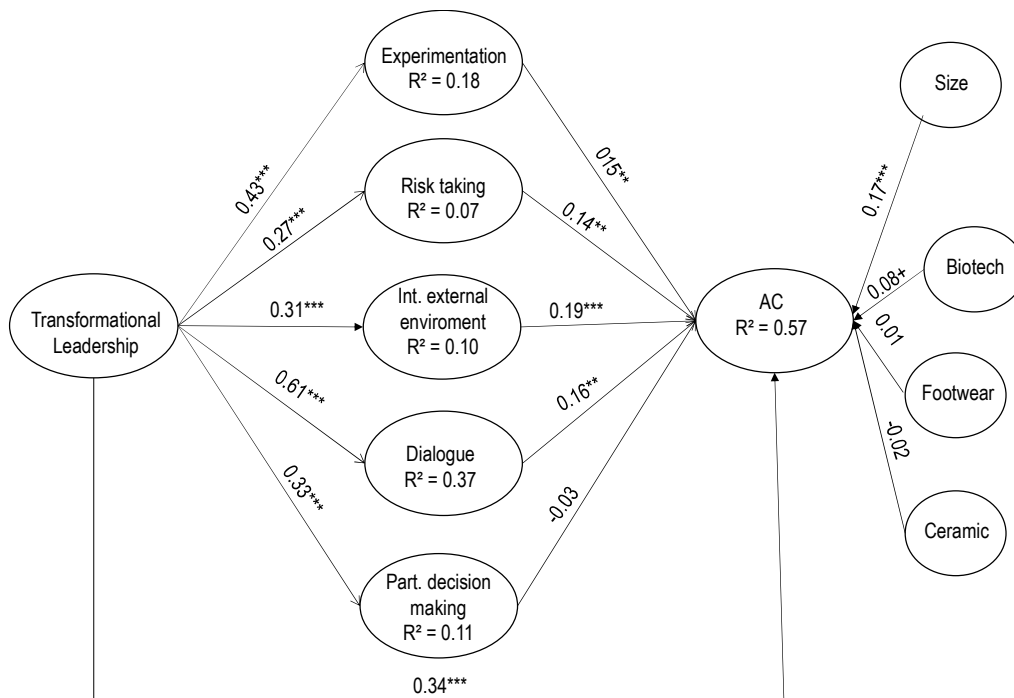 Experimentation
R² = 0.18
Size
0.43***
015**
0.17***
Risk taking
R² = 0.07
0.27***
0.14**
Biotech
0.08+
Transformational
Leadership
0.31***
Int. external
enviroment
R² = 0.10
0.19***
AC
R² = 0.57
0.01
Footwear
0.61***
0.16**
-0.02
Dialogue
R² = 0.37
0.33***
-0.03
Ceramic
Part. decision
making
R² = 0.11
0.34***